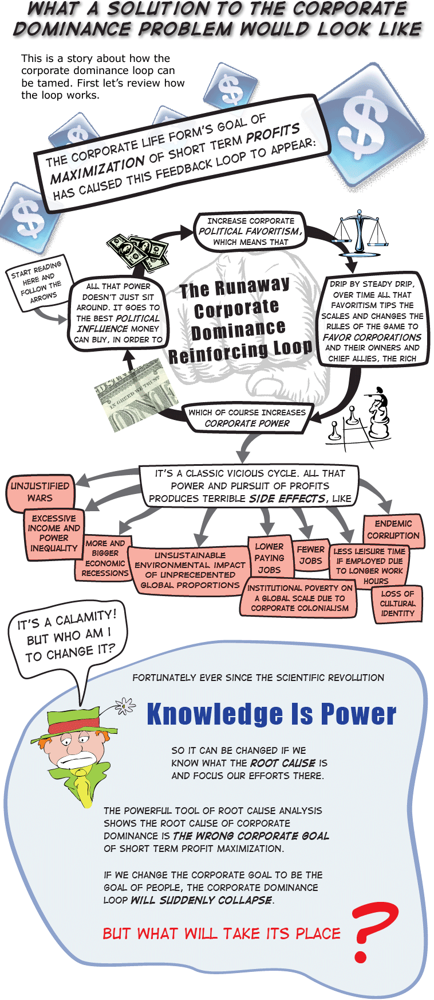 WHAT A SOLUTION TO THE CORPORATE
DOMINANCE PROBLEM WOULD LOOK LIKE
This is a story about how the
corporate dominance loop can
be tamed. First let's review how
the loop works.
THE CORPORATE LIFE FORM'S GOAL OF
MAXIMIZATION OF SHORT TERM PROFITS
HAS CAUSED THIS FEEDBACK LOOP TO APPEAR:
START READING
HERE AND
FOLLOW THE
ARROWS
ALL THAT POWER
DOESN'T JUST SIT
AROUND. IT GOES TO
THE BEST POLITICAL
INFLUENCE MONEY
CAN BUY, IN ORDER TO
INCREASE CORPORATE
POLITICAL FAVORITISM,
WHICH MEANS THAT
DRIP BY STEADY DRIP,
OVER TIME ALL THAT
FAVORITISM TIPS THE
SCALES AND CHANGES THE
RULES OF THE GAME TO
FAVOR CORPORATIONS
AND THEIR OWNERS AND
CHIEF ALLIES, THE RICH
The Runaway
Corporate
Dominance
Reinforcing Loop
WHICH OF COURSE INCREASES
CORPORATE POWER
IN GREED WE TRUST
IT'S A CLASSIC VICIOUS CYCLE. ALL THAT
POWER AND PURSUIT OF PROFITS
PRODUCES TERRIBLE SIDE EFFECTS, LIKE
UNJUSTIFIED
WARS
EXCESSIVE
INCOME AND
POWER
INEQUALITY
MORE AND
BIGGER
ECONOMIC
RECESSIONS
UNSUSTAINABLE
ENVIRONMENTAL IMPACT
OF UNPRECEDENTED
GLOBAL PROPORTIONS
LOWER
PAYING
JOBS
FEWER
JOBS
LESS LEISURE TIME
IF EMPLOYED DUE
TO LONGER WORK
HOURS
ENDEMIC
CORRUPTION
INSTITUTIONAL POVERTY ON
A GLOBAL SCALE DUE TO
CORPORATE COLONIALISM
LOSS OF
CULTURAL
IDENTITY
IT'S A CALAMITY!
BUT WHO AM I
TO CHANGE IT?
FORTUNATELY EVER SINCE THE SCIENTIFIC REVOLUTION
Knowledge Is Power
SO IT CAN BE CHANGED IF WE
KNOW WHAT THE ROOT CAUSE IS
AND FOCUS OUR EFFORTS THERE.
THE POWERFUL TOOL OF ROOT CAUSE ANALYSIS
SHOWS THE ROOT CAUSE OF CORPORATE
DOMINANCE IS THE WRONG CORPORATE GOAL
OF SHORT TERM PROFIT MAXIMIZATION.
IF WE CHANGE THE CORPORATE GOAL TO BE THE
GOAL OF PEOPLE, THE CORPORATE DOMINANCE
LOOP WILL SUDDENLY COLLAPSE.
BUT WHAT WILL TAKE ITS PLACE ?